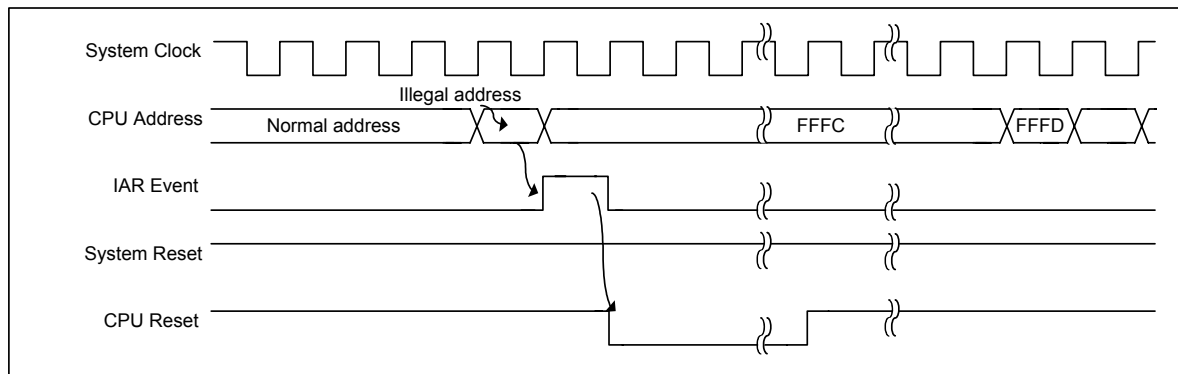 System Clock
Illegal address
CPU Address
Normal address
FFFC
FFFD
IAR Event
System Reset
CPU Reset